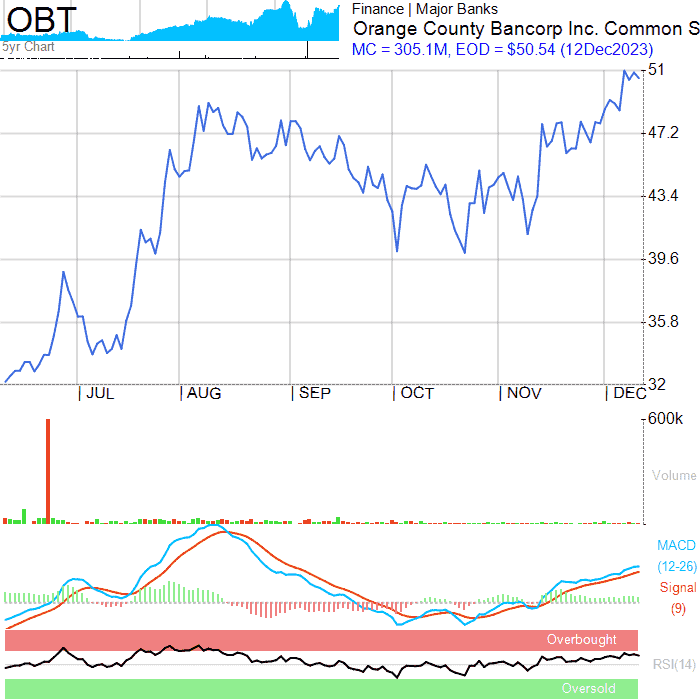 OBT
5yr Chart
Finance | Major Banks
Orange County Bancorp Inc. Common S
MC = 305.1M, EOD = $50.54 (12Dec2023)
51
47.2
43.4
39.6
35.8
32
JUL
AUG
SEP
OCT
NOV
DEC
600k
Volume
MACD
(12-26)
Signal
(9)
Overbought
RSI(14)
Oversold